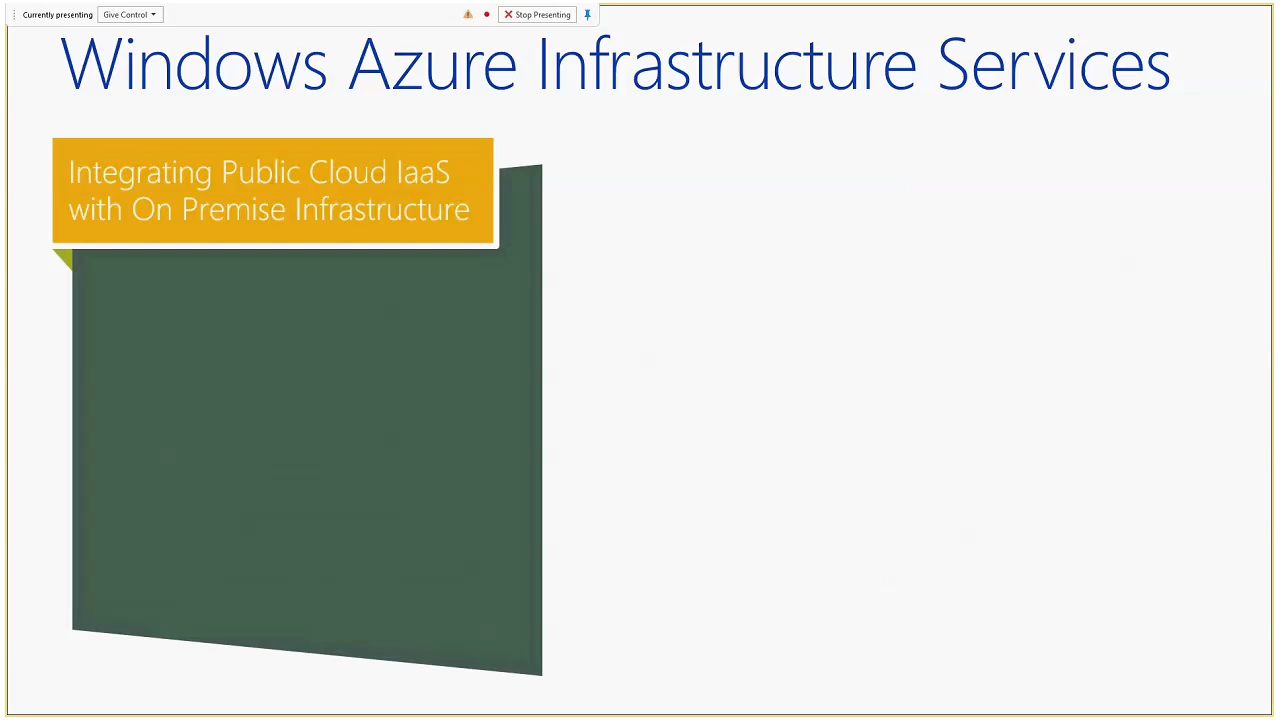 Currently presenting Give Control Stop Presenting
Windows Azure Infrastructure Services
Integrating Public Cloud IaaS
with On Premise Infrastructure